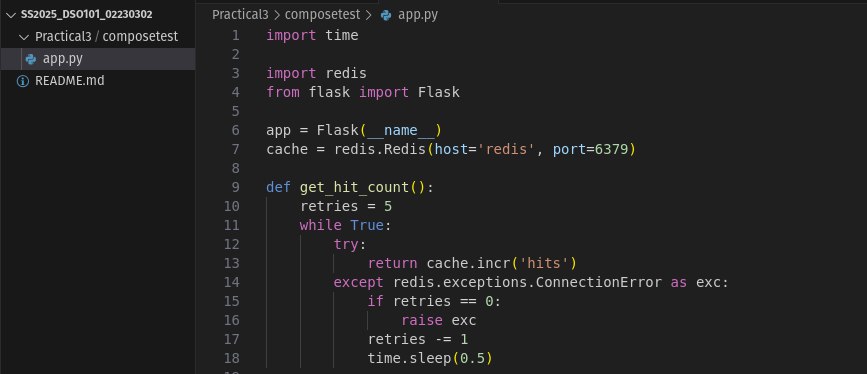 SS2025_DSO101_02230302
Practical3 / composetest
app.py
README.md
Practical3 > composetest > app.py
1 import time
2
3 import redis
4 from flask import Flask
5
6 app = Flask(__name__)
7 cache = redis.Redis(host='redis', port=6379)
8
9 def get_hit_count():
10     retries = 5
11     while True:
12         try:
13             return cache.incr('hits')
14         except redis.exceptions.ConnectionError as exc:
15             if retries == 0:
16                 raise exc
17             retries -= 1
18             time.sleep(0.5)